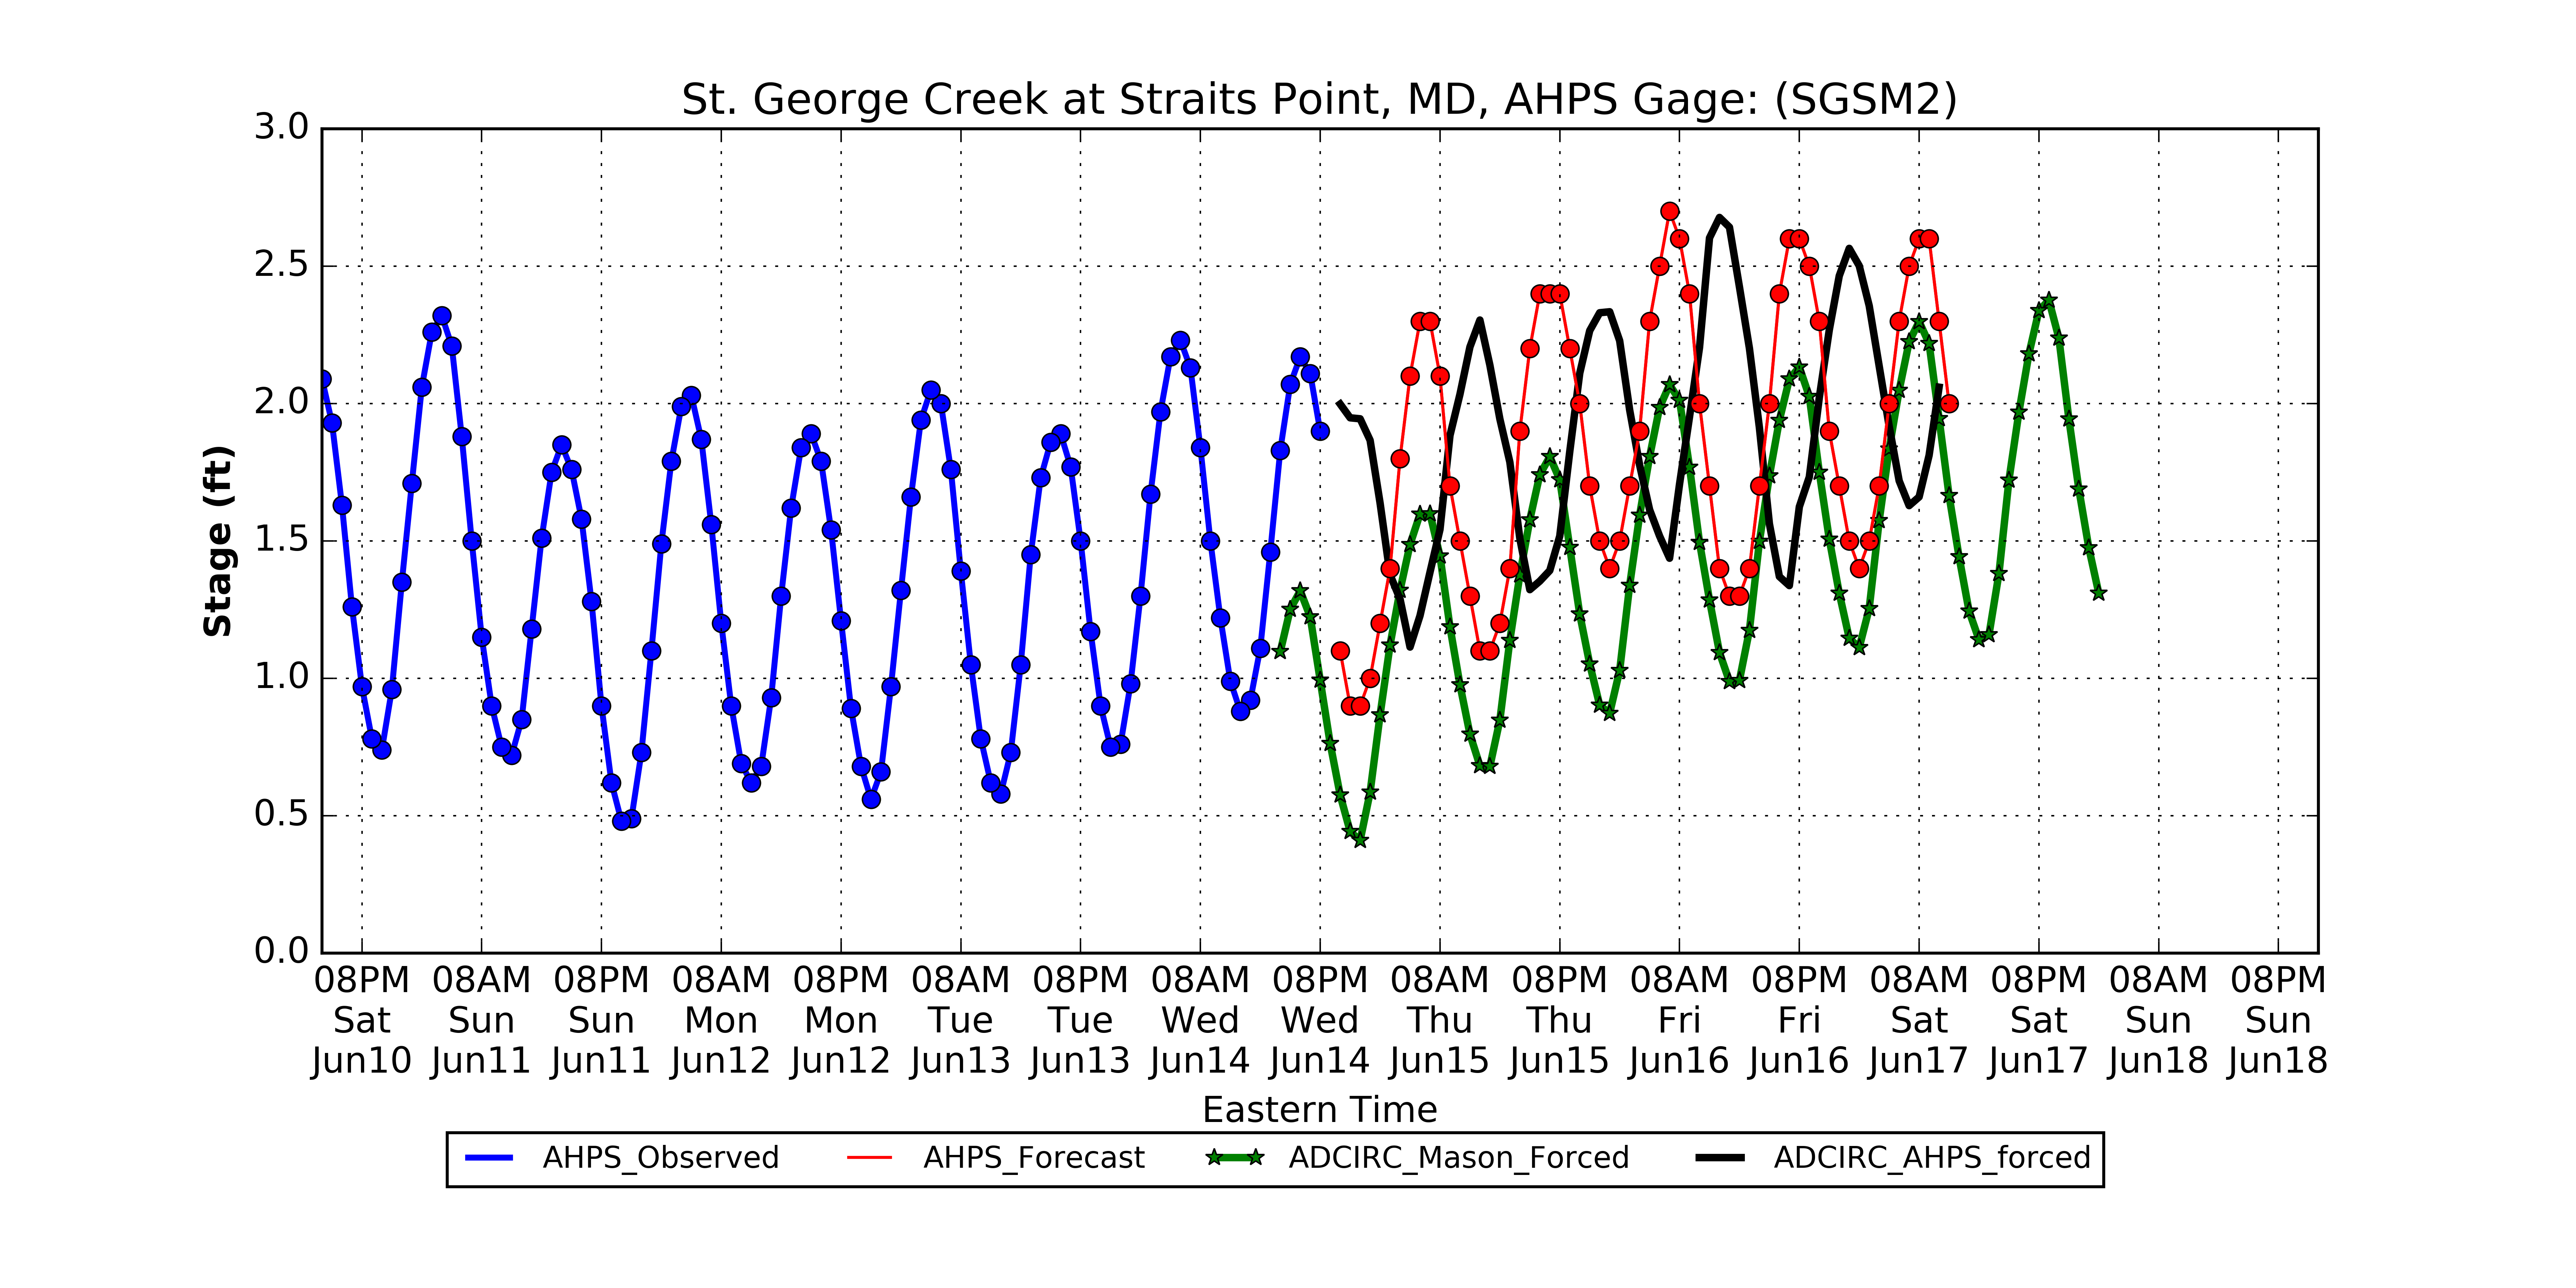 St. George Creek at Straits Point, MD, AHPS Gage: (SGSM2)
3.0
2.5
2.0
1.5
1.0
0.5
0.0
Stage (ft)
08PM 08AM 08PM 08AM 08PM 08AM 08PM 08AM 08PM 08AM 08PM 08AM 08PM 08AM 08PM 08AM 08PM
Sat Sun Sun Mon Mon Tue Tue Wed Wed Thu Thu Fri Fri Sat Sat Sun Sun
Jun10 Jun11 Jun11 Jun12 Jun12 Jun13 Jun13 Jun14 Jun14 Jun15 Jun15 Jun16 Jun16 Jun17 Jun17 Jun18 Jun18
Eastern Time
AHPS_Observed AHPS_Forecast ADCIRC_Mason_Forced ADCIRC_AHPS_forced